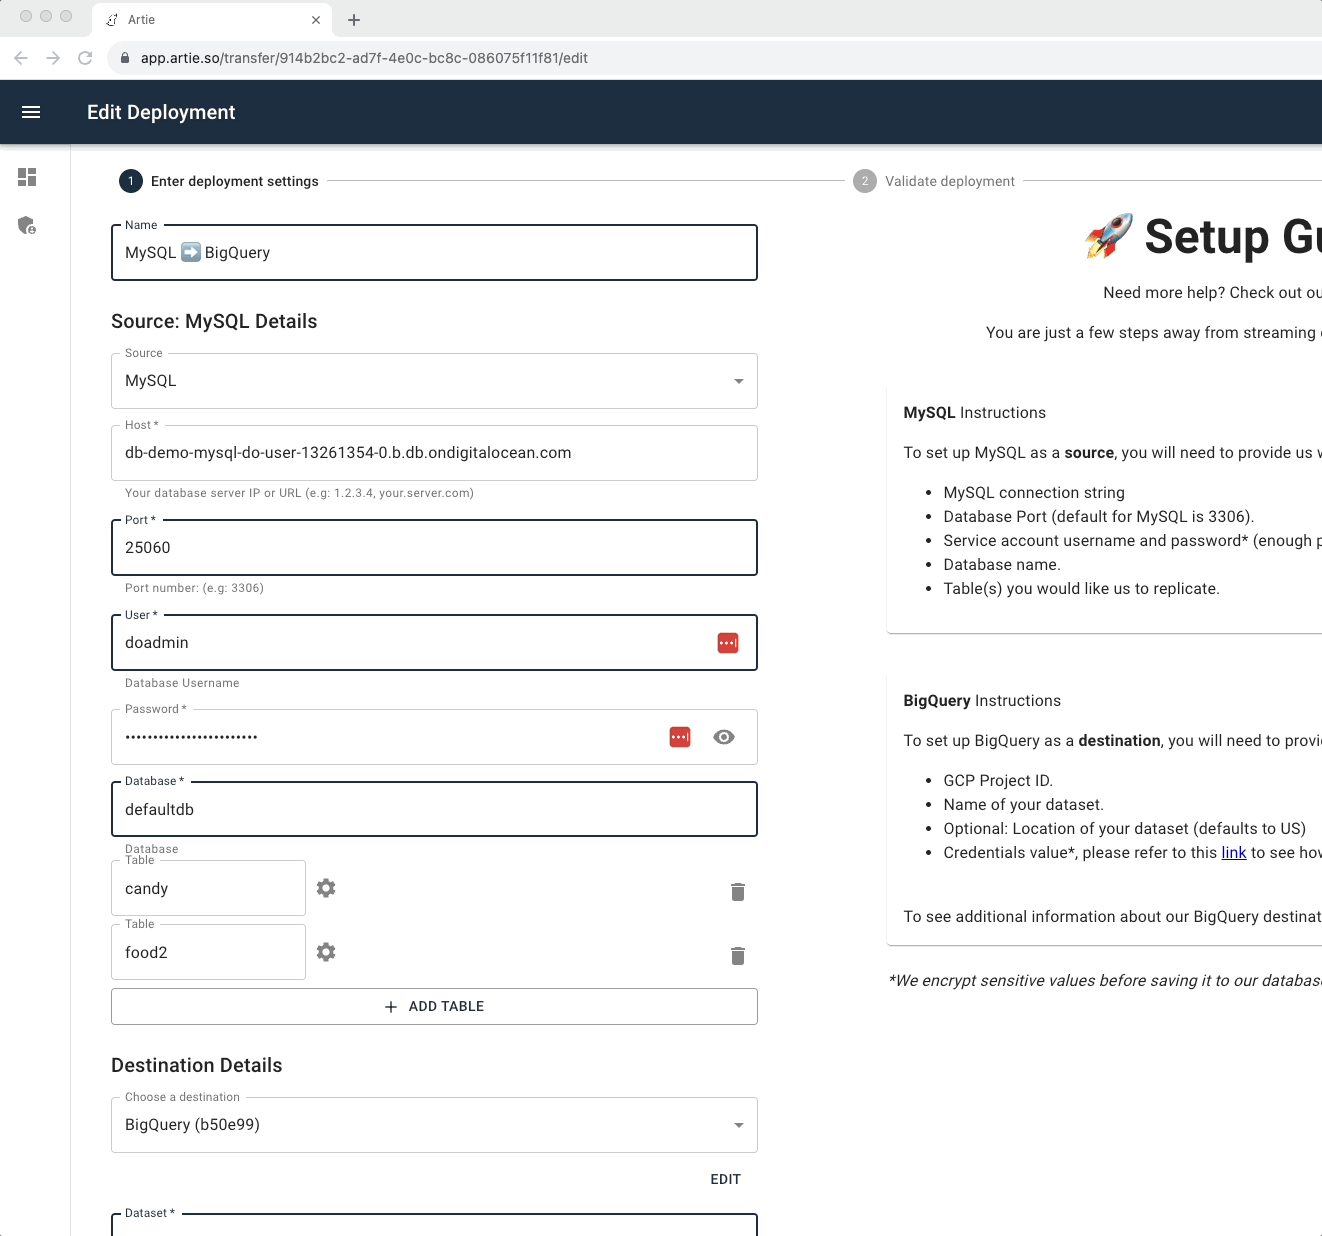 Artie
app.artie.so/transfer/914b2bc2-ad7f-4e0c-bc8c-086075f11f81/edit
Edit Deployment
1 Enter deployment settings
2 Validate deployment
Name
MySQL ➡️ BigQuery
Source: MySQL Details
Source
MySQL
Host *
db-demo-mysql-do-user-13261354-0.b.db.ondigitalocean.com
Your database server IP or URL (e.g: 1.2.3.4, your.server.com)
Port *
25060
Port number: (e.g: 3306)
User *
doadmin
Database Username
Password *
••••••••••••••••••••••••
Database *
defaultdb
Database
Table
candy
Table
food2
ADD TABLE
Destination Details
Choose a destination
BigQuery (b50e99)
EDIT
Dataset *
🚀 Setup Gu
Need more help? Check out ou
You are just a few steps away from streaming
MySQL Instructions
To set up MySQL as a source, you will need to provide us
• MySQL connection string
• Database Port (default for MySQL is 3306).
• Service account username and password* (enough p
• Database name.
• Table(s) you would like us to replicate.
BigQuery Instructions
To set up BigQuery as a destination, you will need to provi
• GCP Project ID.
• Name of your dataset.
• Optional: Location of your dataset (defaults to US)
• Credentials value*, please refer to this link to see how
To see additional information about our BigQuery destinat
*We encrypt sensitive values before saving it to our database